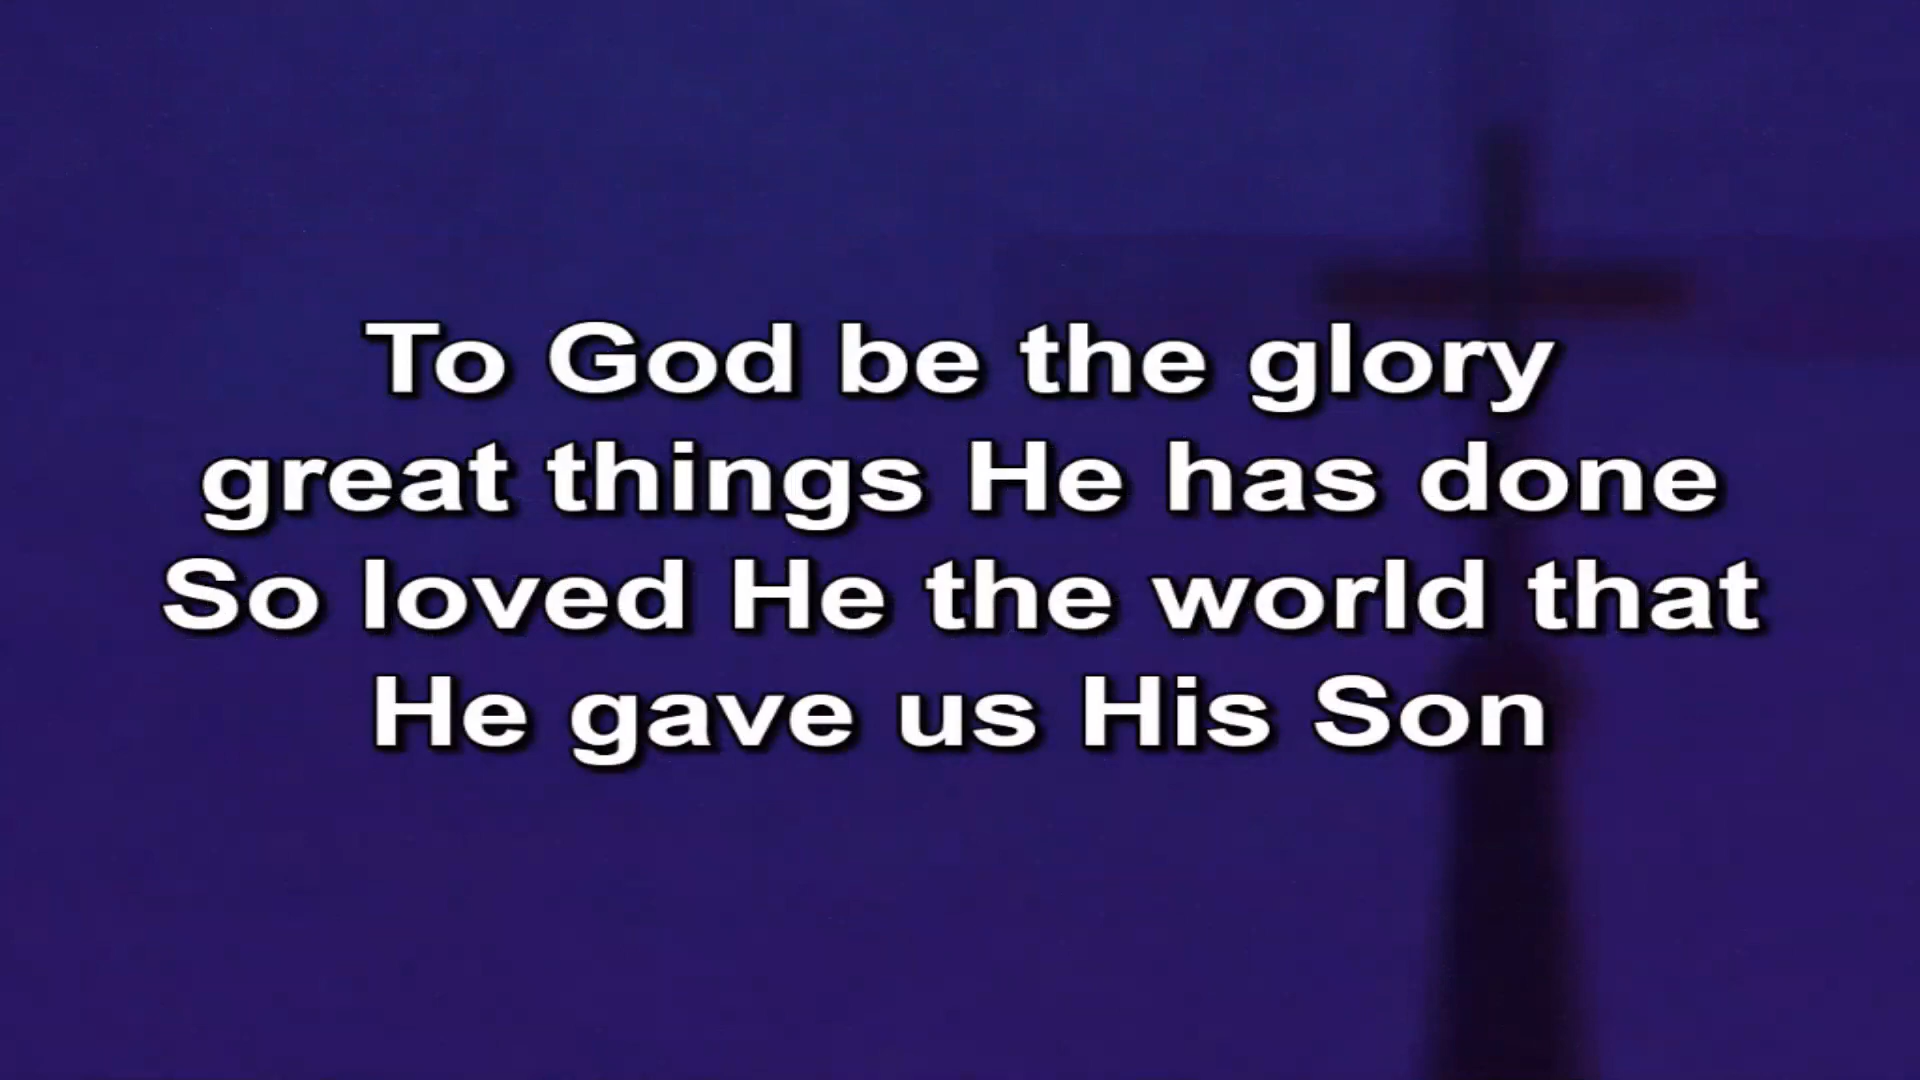 To God be the glory
great things He has done
So loved He the world that
He gave us His Son